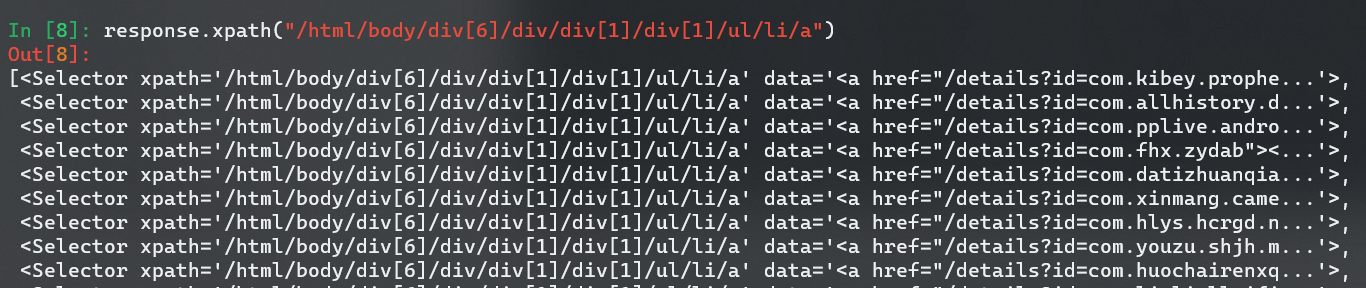 In [8]: response.xpath("/html/body/div[6]/div/div[1]/div[1]/ul/li/a")
Out[8]:
[<Selector xpath='/html/body/div[6]/div/div[1]/div[1]/ul/li/a' data='<a href="/details?id=com.kibey.prophe...'>,
<Selector xpath='/html/body/div[6]/div/div[1]/div[1]/ul/li/a' data='<a href="/details?id=com.allhistory.d...'>,
<Selector xpath='/html/body/div[6]/div/div[1]/div[1]/ul/li/a' data='<a href="/details?id=com.pplive.andro...'>,
<Selector xpath='/html/body/div[6]/div/div[1]/div[1]/ul/li/a' data='<a href="/details?id=com.fhx.zydab"><...'>,
<Selector xpath='/html/body/div[6]/div/div[1]/div[1]/ul/li/a' data='<a href="/details?id=com.datizhuanqia...'>,
<Selector xpath='/html/body/div[6]/div/div[1]/div[1]/ul/li/a' data='<a href="/details?id=com.xinmang.came...'>,
<Selector xpath='/html/body/div[6]/div/div[1]/div[1]/ul/li/a' data='<a href="/details?id=com.hlys.hcrgd.n...'>,
<Selector xpath='/html/body/div[6]/div/div[1]/div[1]/ul/li/a' data='<a href="/details?id=com.youzu.shjh.m...'>,
<Selector xpath='/html/body/div[6]/div/div[1]/div[1]/ul/li/a' data='<a href="/details?id=com.huochairenxq...'>,